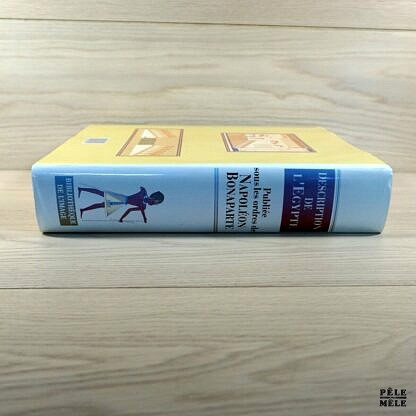 DESCRIPTION
DE
L'ÉGYPTE
Publiée
sous les ordres de
NAPOLÉON
BONAPARTE
BIBLIOTHÈQUE
DE L'IMAGE
PÊLE
MÊLE